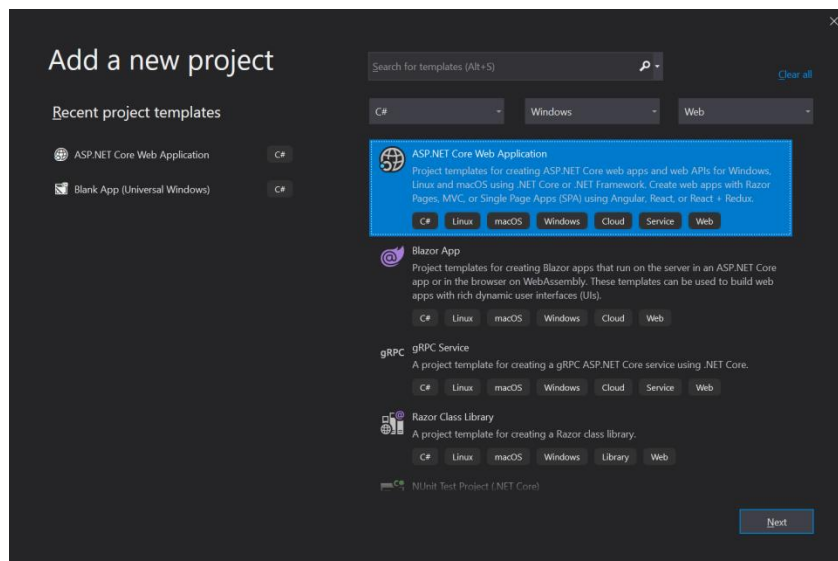 Add a new project
Search for templates (Alt+S)
Clear all
Recent project templates
C#
Windows
Web
ASP.NET Core Web Application
C#
Blank App (Universal Windows)
C#
ASP.NET Core Web Application
Project templates for creating ASP.NET Core web apps and web APIs for Windows,
Linux and macOS using .NET Core or .NET Framework. Create web apps with Razor
Pages, MVC, or Single Page Apps (SPA) using Angular, React, or React + Redux.
C# Linux macOS Windows Cloud Service Web
Blazor App
Project templates for creating Blazor apps that run on the server in an ASP.NET Core
app or in the browser on WebAssembly. These templates can be used to build web
apps with rich dynamic user interfaces (UIs).
C# Linux macOS Windows Cloud Web
gRPC
gRPC Service
A project template for creating a gRPC ASP.NET Core service using .NET Core.
C# Linux macOS Windows Cloud Service Web
Razor Class Library
A project template for creating a Razor class library.
C# Linux macOS Windows Library Web
NUnit Test Project (.NET Core)
Next